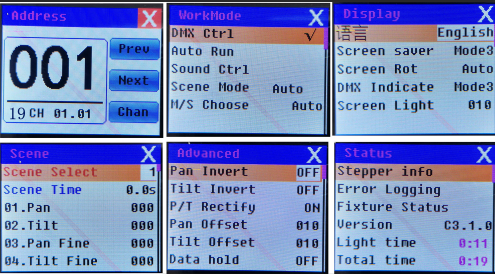 Address X
001
Prev
Next
Chan
19 CH 01.01
WorkMode X
DMX Ctrl √
Auto Run
Sound Ctrl
Scene Mode Auto
M/S Choose Auto
Display X
语言 English
Screen saver Mode3
Screen Rot Auto
DMX Indicate Mode3
Screen Light 010
Scene X
Scene Select 1
Scene Time 0.0s
01.Pan 000
02.Tilt 000
03.Pan Fine 000
04.Tilt Fine 000
Advanced X
Pan Invert OFF
Tilt Invert OFF
P/T Rectify ON
Pan Offset 010
Tilt Offset 010
Data hold OFF
Status X
Stepper info
Error Logging
Fixture Status
Version C3.1.0
Light time 0:11
Total time 0:19